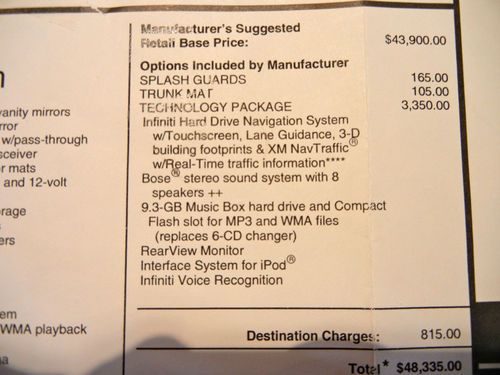 Manufacturer's Suggested
Retail Base Price: $43,900.00
Options Included by Manufacturer
SPLASH GUARDS 165.00
TRUNK MAT 105.00
TECHNOLOGY PACKAGE 3,350.00
Infiniti Hard Drive Navigation System
w/Touchscreen, Lane Guidance, 3-D
building footprints & XM NavTraffic®
w/Real-Time traffic information****
Bose® stereo sound system with 8
speakers ++
9.3-GB Music Box hard drive and Compact
Flash slot for MP3 and WMA files
(replaces 6-CD changer)
RearView Monitor
Interface System for iPod®
Infiniti Voice Recognition
Destination Charges: 815.00
Total* $48,335.00
vanity mirrors
w/pass-through
mats
and 12-volt
WMA playback